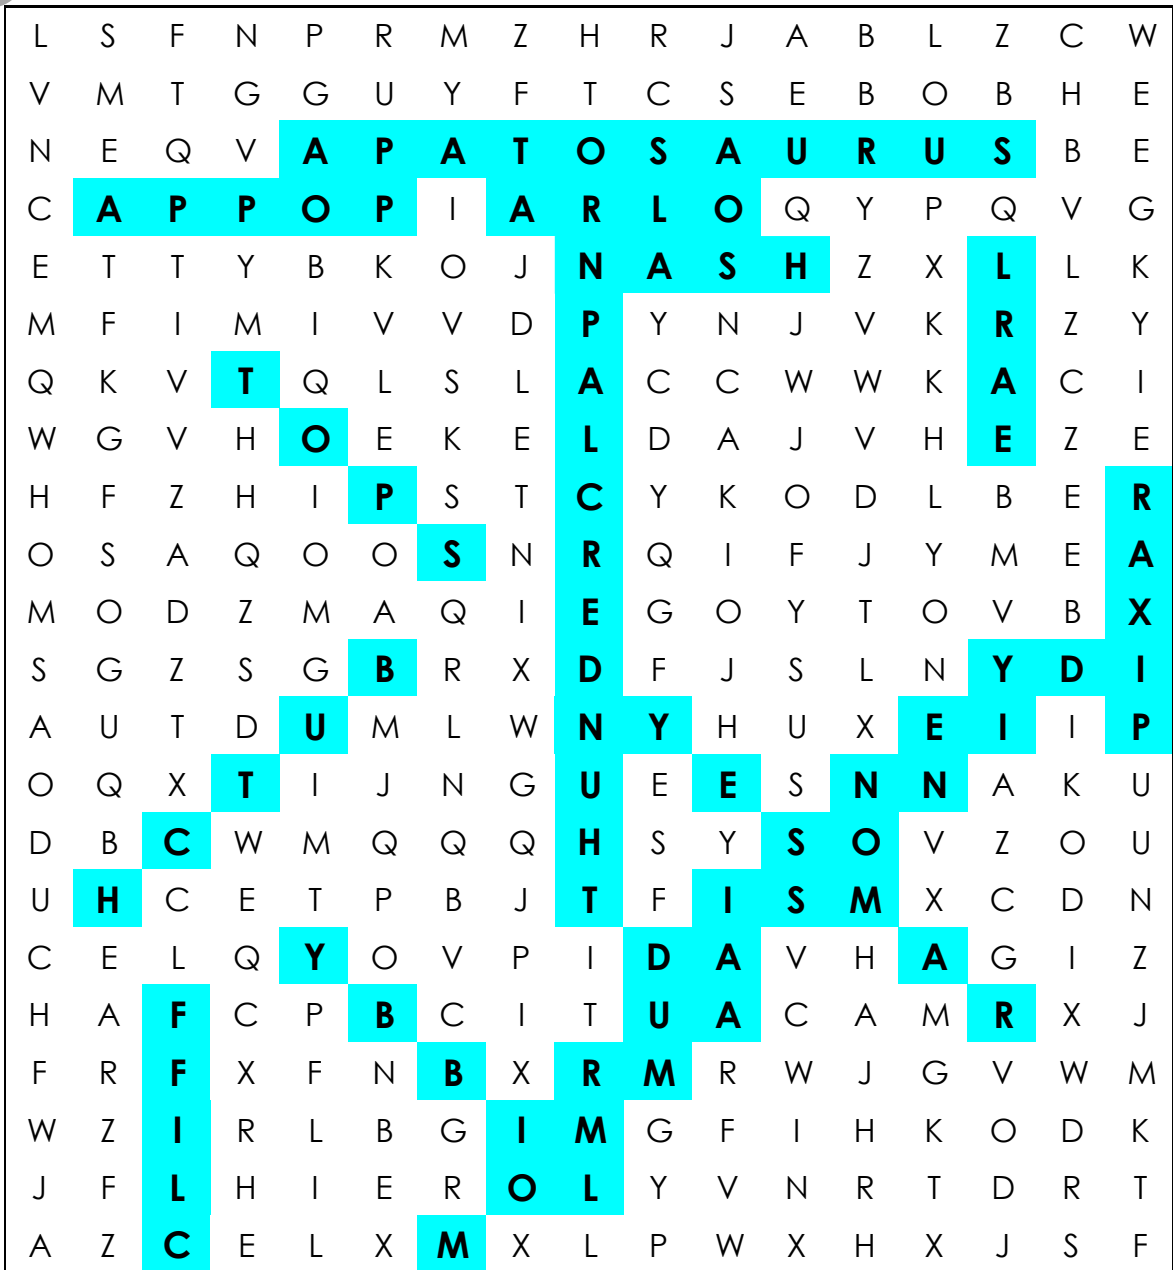 L S F N P R M Z H R J A B L Z C W
V M T G G U Y F T C S E B O B H E
N E Q V A P A T O S A U R U S B E
C A P P O P I A R L O Q Y P Q V G
E T T Y B K O J N A S H Z X L L K
M F I M I V V D P Y N J V K R Z Y
Q K V T Q L S L A C C W W K A C I
W G V H O E K E L D A J V H E Z E
H F Z H I P S T C Y K O D L B E R
O S A Q O O S N R Q I F J Y M E A
M O D Z M A Q I E G O Y T O V B X
S G Z S G B R X D F J S L N Y D I
A U T D U M L W N Y H U X E I I P
O Q X T I J N G U E E S N N A K U
D B C W M Q Q Q H S Y S O V Z O U
U H C E T P B J T F I S M X C D N
C E L Q Y O V P I D A V H A G I Z
H A F C P B C I T U A C A M R X J
F R F X F N B X R M R W J G V W M
W Z I R L B G I M G F I H K O D K
J F L H I E R O L Y V N R T D R T
A Z C E L X M X L P W X H X J S F